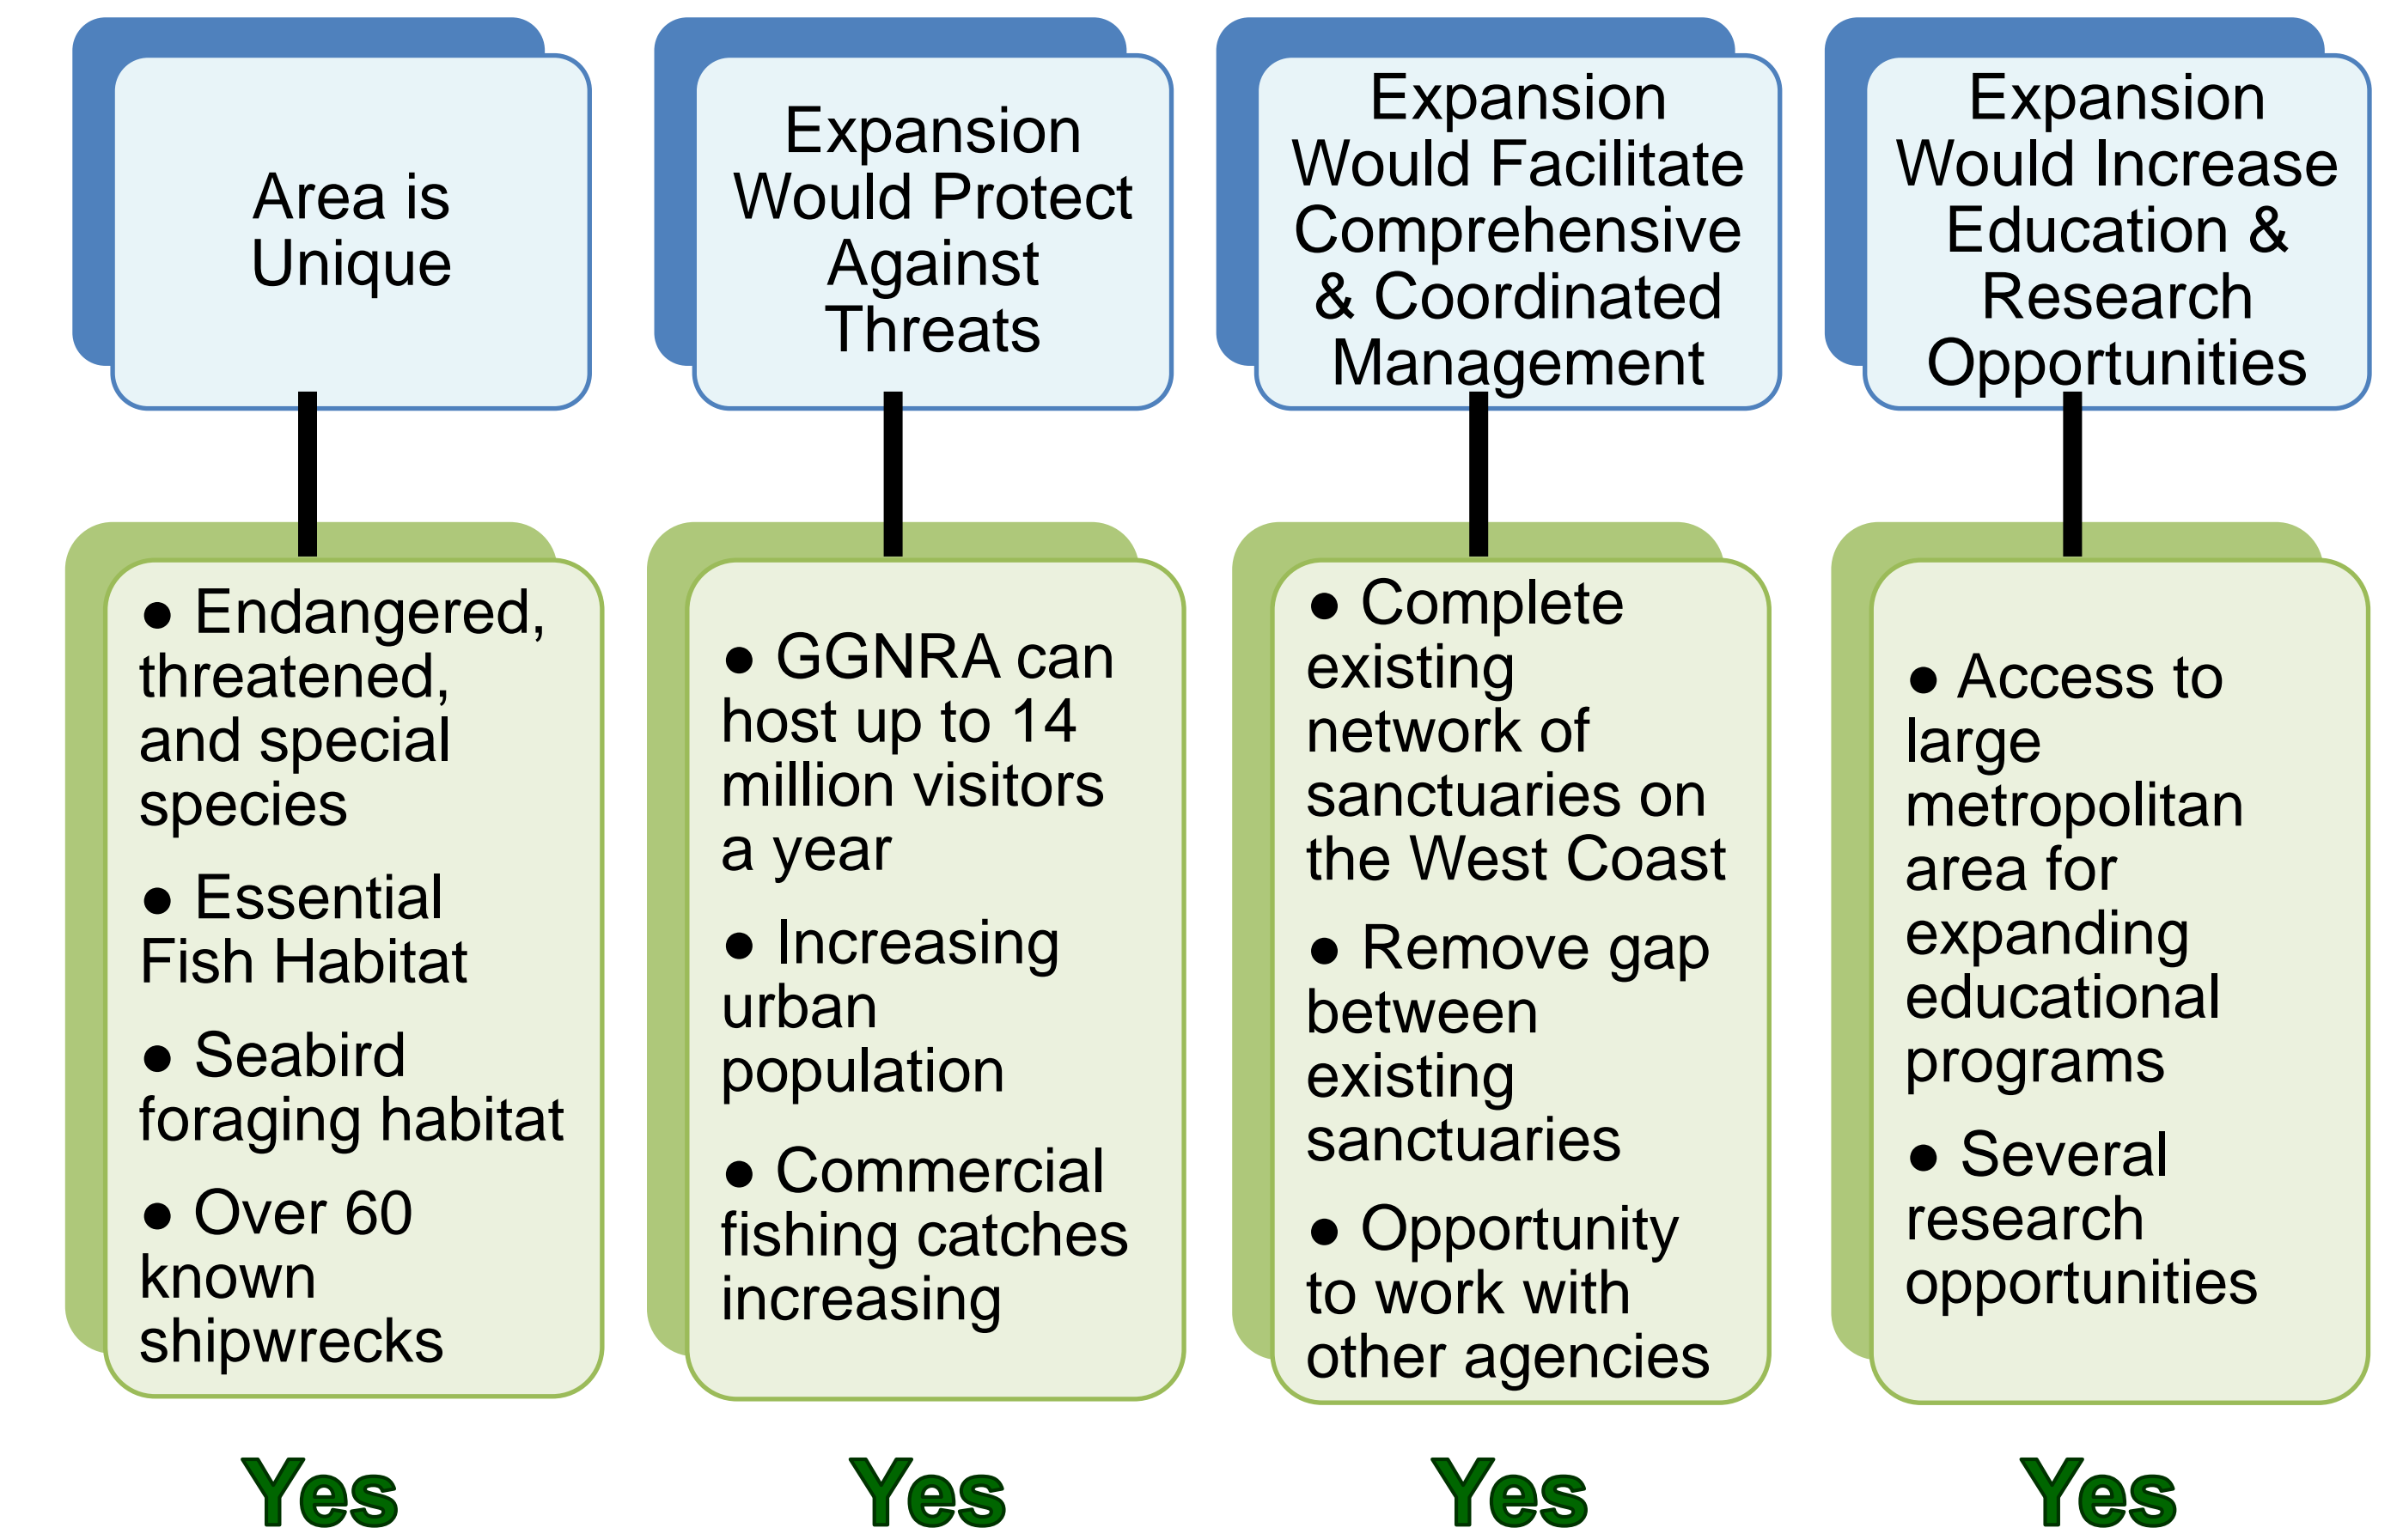 Area is
Unique
Expansion
Would Protect
Against
Threats
Expansion
Would Facilitate
Comprehensive
& Coordinated
Management
Expansion
Would Increase
Education &
Research
Opportunities
● Endangered,
threatened,
and special
species
● Essential
Fish Habitat
● Seabird
foraging habitat
● Over 60
known
shipwrecks
● GGNRA can
host up to 14
million visitors
a year
● Increasing
urban
population
● Commercial
fishing catches
increasing
● Complete
existing
network of
sanctuaries on
the West Coast
● Remove gap
between
existing
sanctuaries
● Opportunity
to work with
other agencies
● Access to
large
metropolitan
area for
expanding
educational
programs
● Several
research
opportunities
Yes
Yes
Yes
Yes